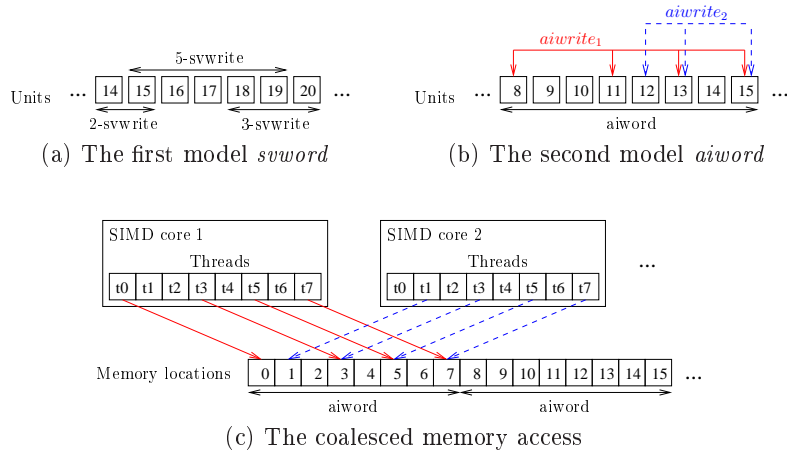 5-svwrite
Units ... 14 15 16 17 18 19 20 ...
2-svwrite 3-svwrite
(a) The first model svword
aiwrite2
aiwrite1
Units ... 8 9 10 11 12 13 14 15 ...
aiword
(b) The second model aiword
SIMD core 1
Threads
t0 t1 t2 t3 t4 t5 t6 t7
SIMD core 2
Threads
t0 t1 t2 t3 t4 t5 t6 t7
...
Memory locations 0 1 2 3 4 5 6 7 8 9 10 11 12 13 14 15 ...
aiword aiword
(c) The coalesced memory access